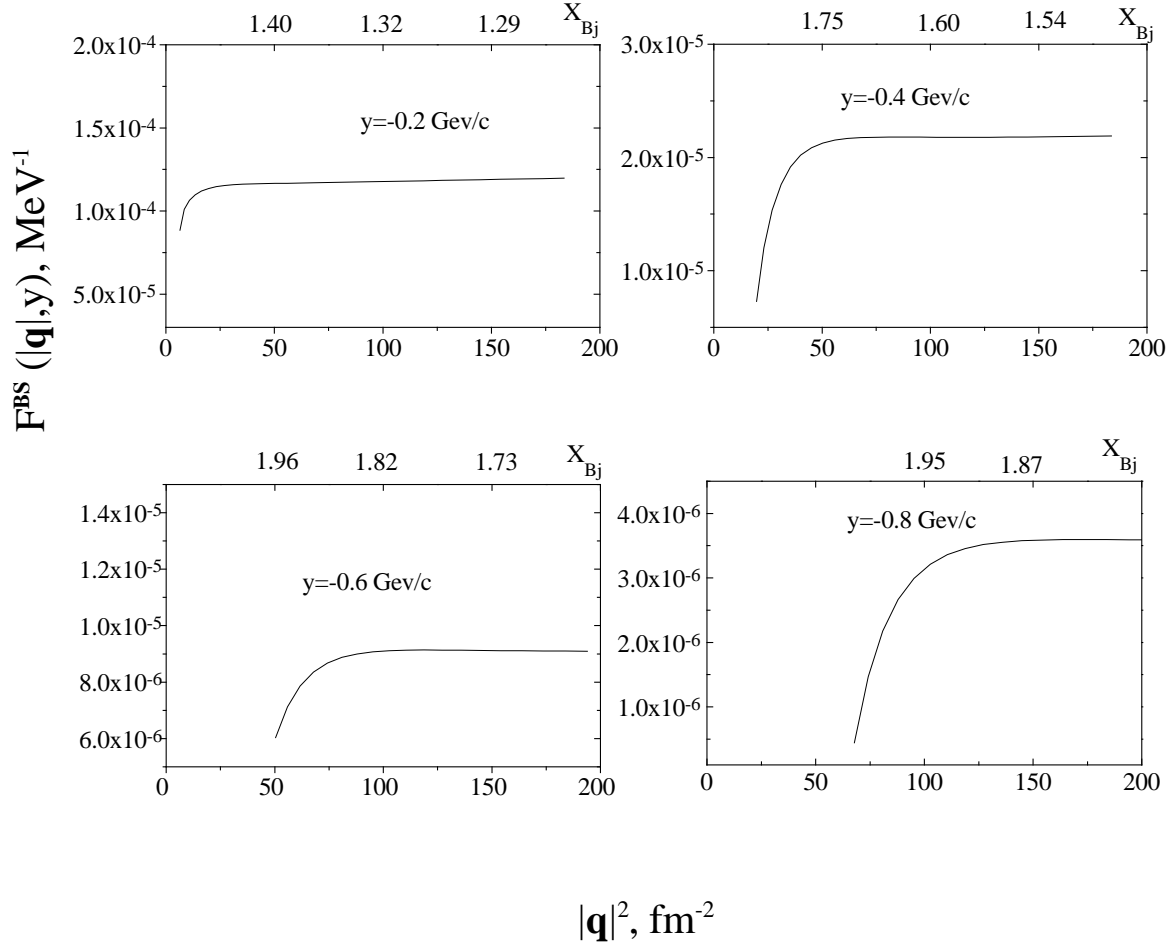 1.40 1.32 1.29 X_Bj
2.0x10^-4
1.5x10^-4
1.0x10^-4
5.0x10^-5
y=-0.2 Gev/c
0 50 100 150 200
1.75 1.60 1.54 X_Bj
3.0x10^-5
2.0x10^-5
1.0x10^-5
y=-0.4 Gev/c
0 50 100 150 200
F^BS (|q|,y), MeV^-1
1.96 1.82 1.73 X_Bj
1.4x10^-5
1.2x10^-5
1.0x10^-5
8.0x10^-6
6.0x10^-6
y=-0.6 Gev/c
0 50 100 150 200
1.95 1.87 X_Bj
4.0x10^-6
3.0x10^-6
2.0x10^-6
1.0x10^-6
y=-0.8 Gev/c
0 50 100 150 200
|q|^2, fm^-2